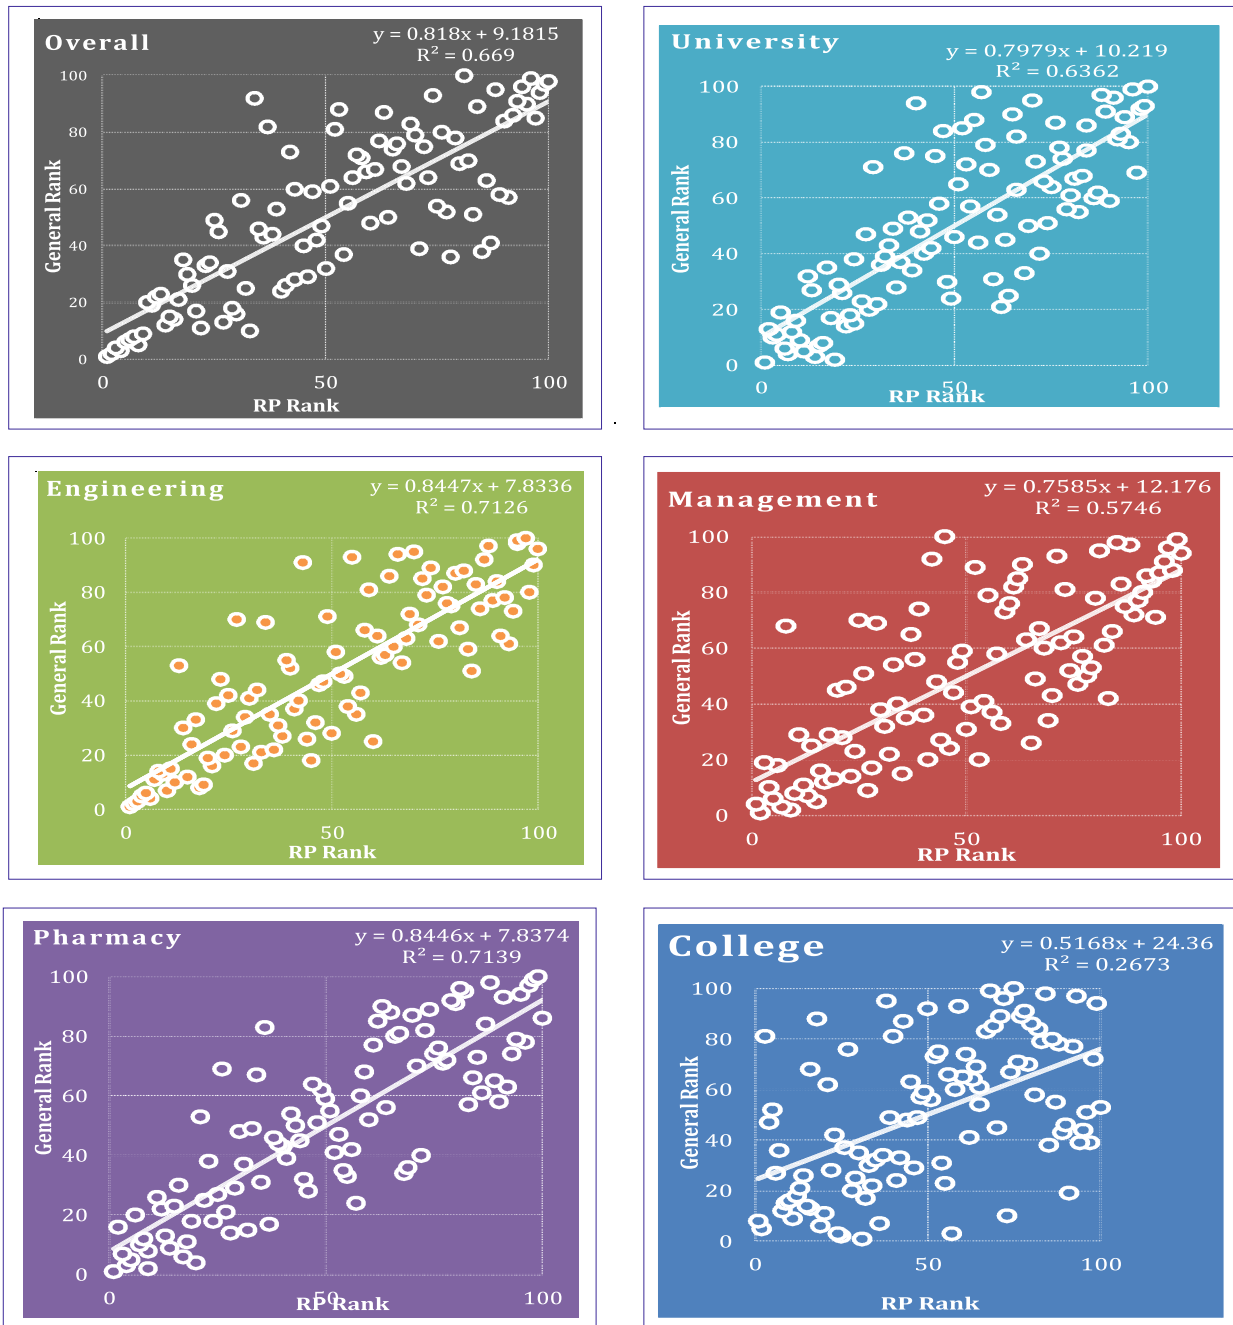 Overall
y = 0.818x + 9.1815
R² = 0.669
100
80
60
40
20
0
0 50 100
General Rank
RP Rank
University
y = 0.7979x + 10.219
R² = 0.6362
100
80
60
40
20
0
0 50 100
General Rank
RP Rank
Engineering
y = 0.8447x + 7.8336
R² = 0.7126
100
80
60
40
20
0
0 50 100
General Rank
RP Rank
Management
y = 0.7585x + 12.176
R² = 0.5746
100
80
60
40
20
0
0 50 100
General Rank
RP Rank
Pharmacy
y = 0.8446x + 7.8374
R² = 0.7139
100
80
60
40
20
0
0 50 100
General Rank
RP Rank
College
y = 0.5168x + 24.36
R² = 0.2673
100
80
60
40
20
0
0 50 100
General Rank
RP Rank